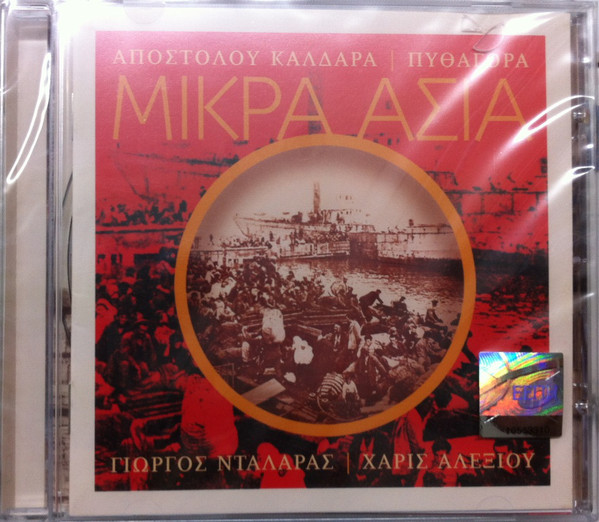 ΑΠΟΣΤΟΛΟΥ ΚΑΛΔΑΡΑ | ΠΥΘΑΓΟΡΑ
ΜΙΚΡΑ ΑΣΙΑ
ΓΙΩΡΓΟΣ ΝΤΑΛΑΡΑΣ | ΧΑΡΙΣ ΑΛΕΞΙΟΥ